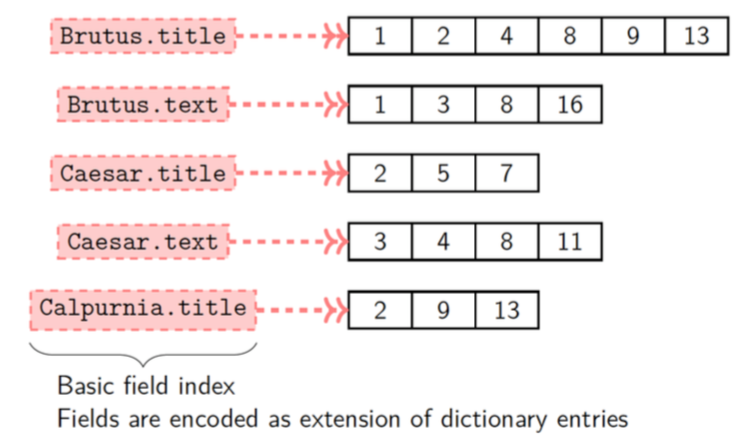 Brutus.title 1 2 4 8 9 13
Brutus.text 1 3 8 16
Caesar.title 2 5 7
Caesar.text 3 4 8 11
Calpurnia.title 2 9 13
Basic field index
Fields are encoded as extension of dictionary entries